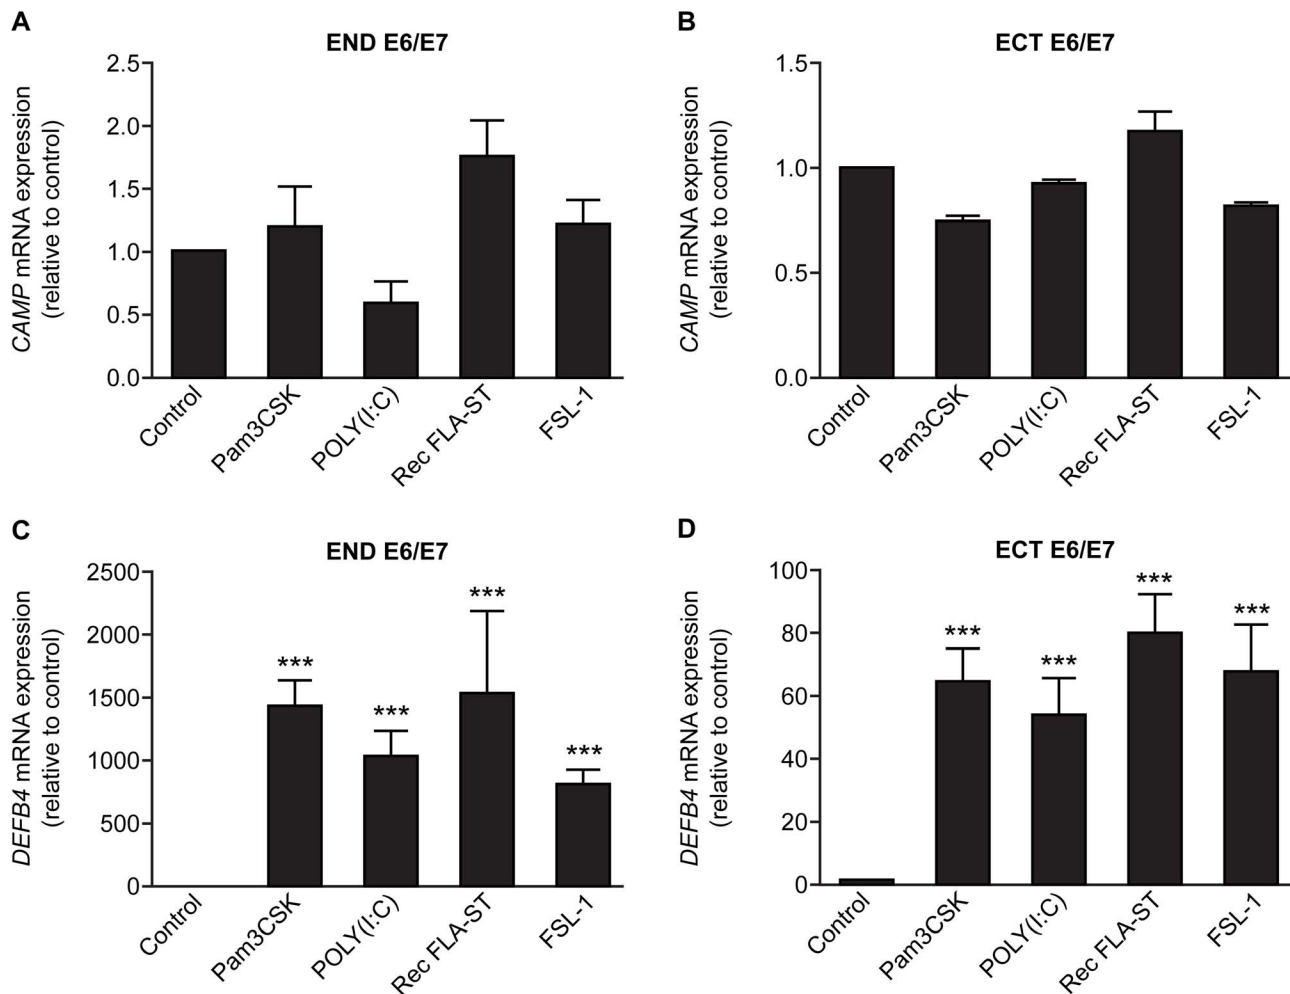 A
END E6/E7
CAMP mRNA expression
(relative to control)
2.5
2.0
1.5
1.0
0.5
0.0
Control
Pam3CSK
POLY(I:C)
Rec FLA-ST
FSL-1
B
ECT E6/E7
CAMP mRNA expression
(relative to control)
1.5
1.0
0.5
0.0
Control
Pam3CSK
POLY(I:C)
Rec FLA-ST
FSL-1
C
END E6/E7
DEFB4 mRNA expression
(relative to control)
2500
2000
1500
1000
500
0
***
***
***
***
Control
Pam3CSK
POLY(I:C)
Rec FLA-ST
FSL-1
D
ECT E6/E7
DEFB4 mRNA expression
(relative to control)
100
80
60
40
20
0
***
***
***
***
Control
Pam3CSK
POLY(I:C)
Rec FLA-ST
FSL-1